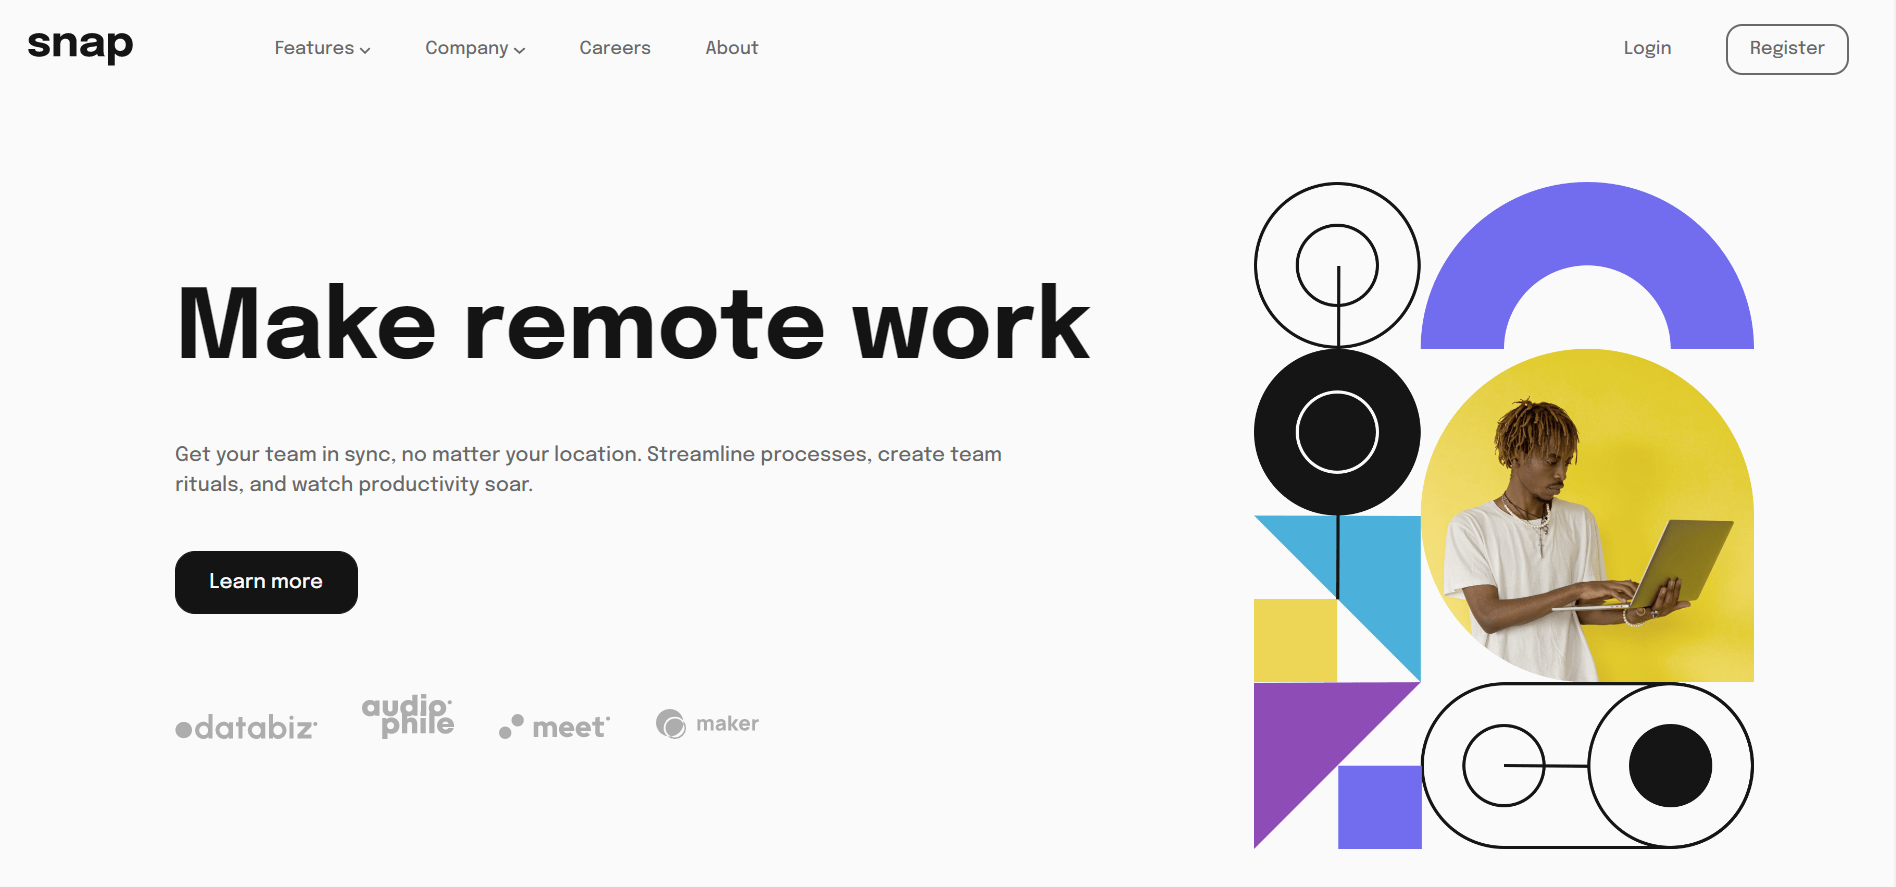 snap
Features
Company
Careers
About
Login
Register
Make remote work
Get your team in sync, no matter your location. Streamline processes, create team
rituals, and watch productivity soar.
Learn more
databiz
audio
phile
meet
maker